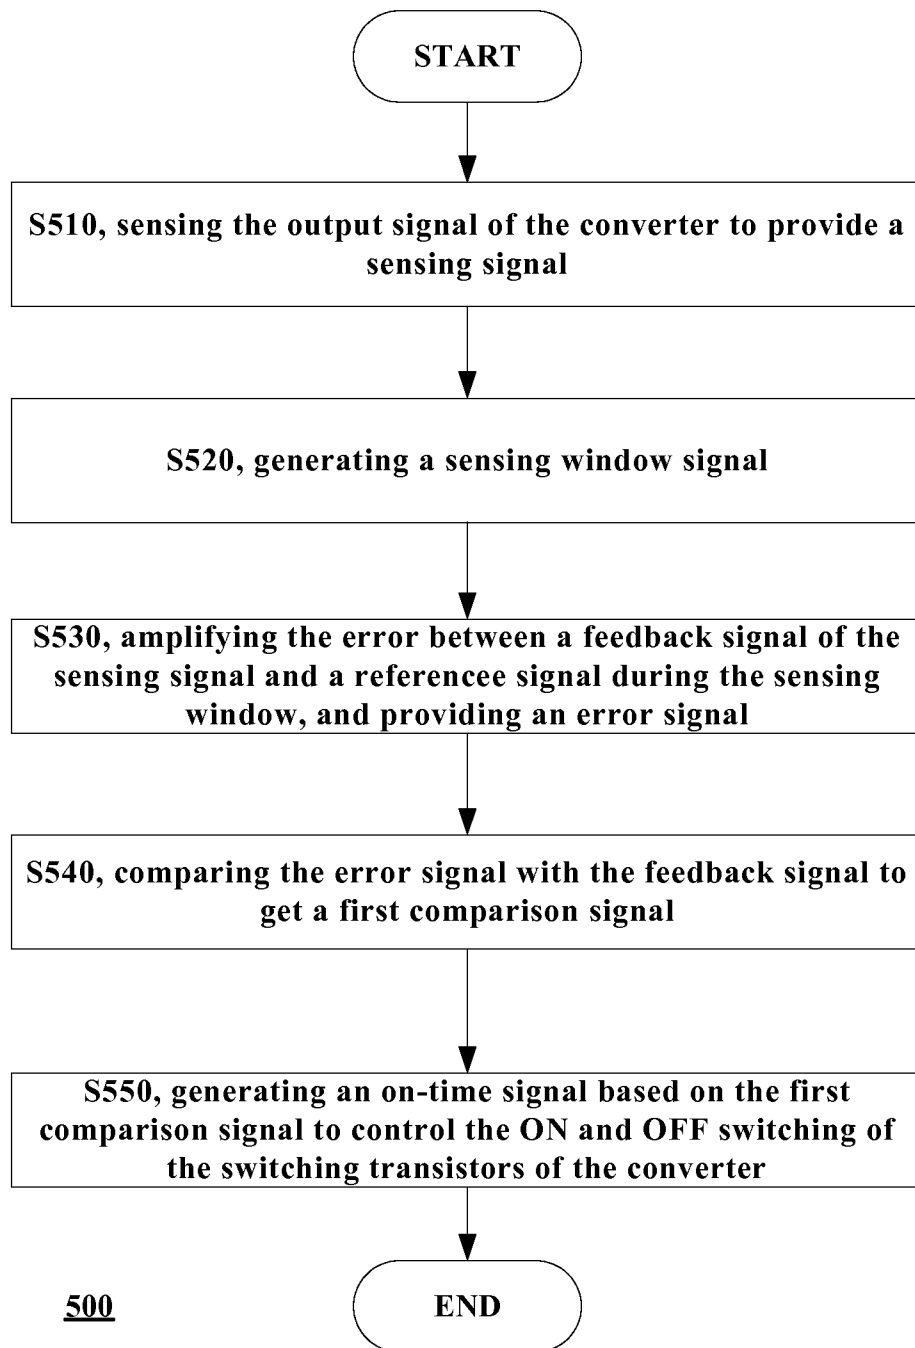 START
S510, sensing the output signal of the converter to provide a
sensing signal
S520, generating a sensing window signal
S530, amplifying the error between a feedback signal of the
sensing signal and a referencee signal during the sensing
window, and providing an error signal
S540, comparing the error signal with the feedback signal to
get a first comparison signal
S550, generating an on-time signal based on the first
comparison signal to control the ON and OFF switching of
the switching transistors of the converter
500
END